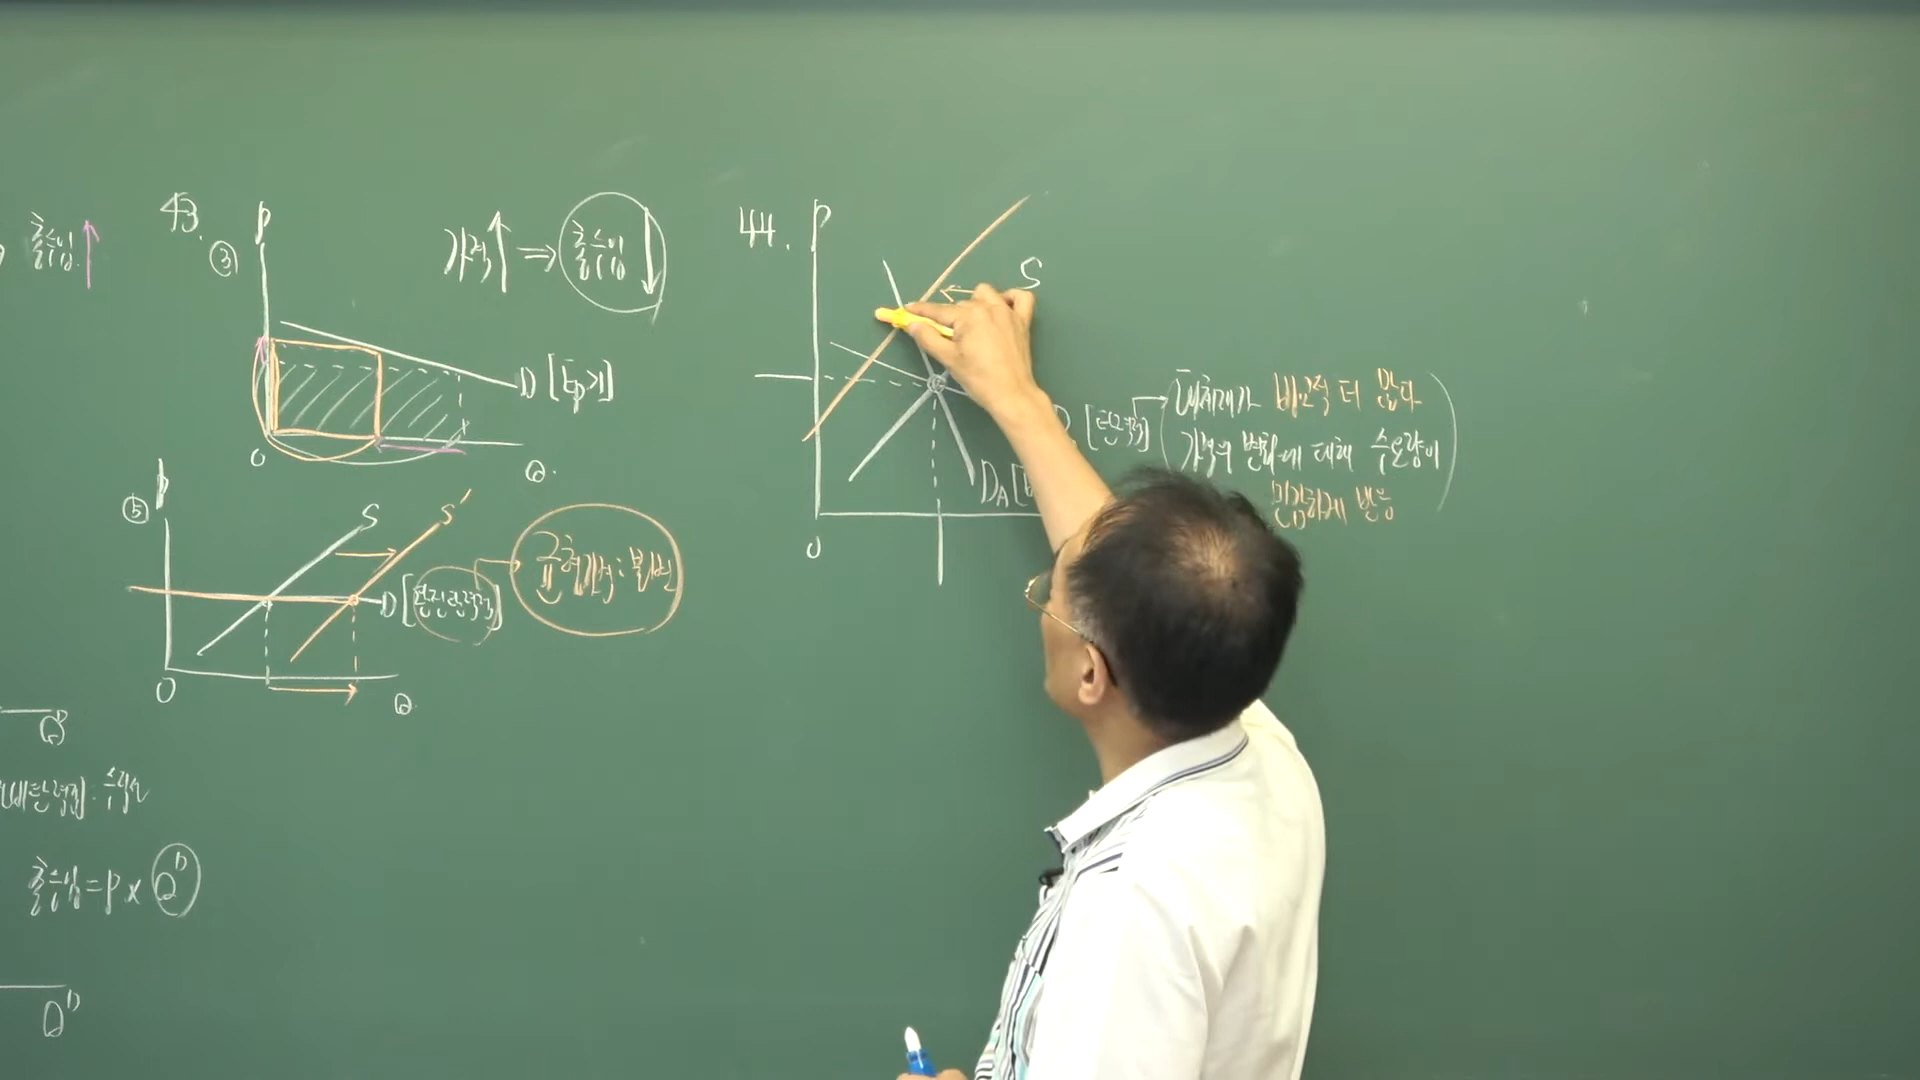 총수입↑
43.
③
P
가격↑ ⇒ 총수입↓
D [Ep>1]
O
Q
⑤
P
S
S'
D [완전탄력적]
균형가격: 불변
O
Q
Q^D
총수입=P×Q^D
Q^D
44.
P
S
[탄력적]
대체재가 비교적 더 많다
가격의 변화에 대해 수요량이
민감하게 반응
D_A [
O